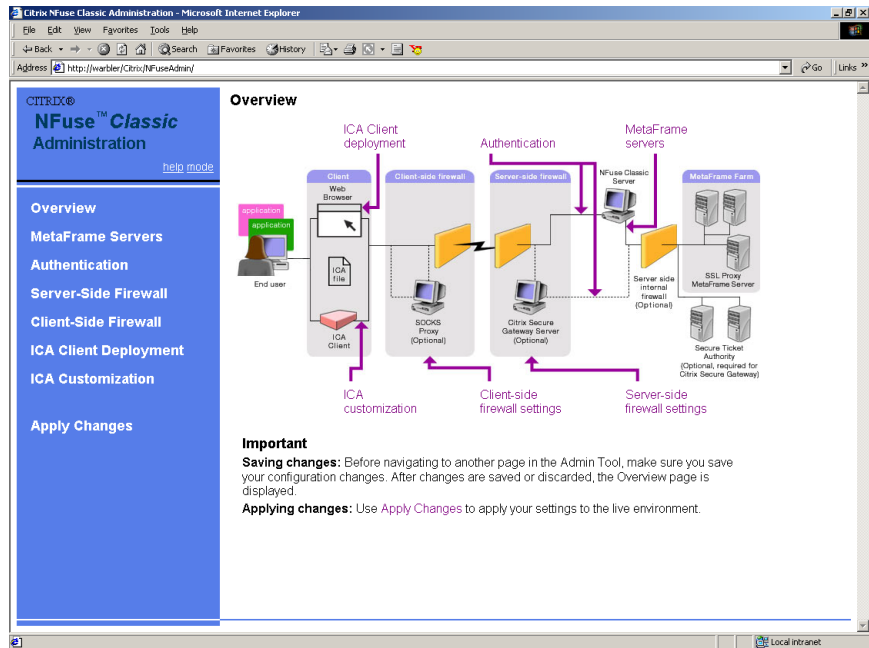 Citrix NFuse Classic Administration - Microsoft Internet Explorer
File Edit View Favorites Tools Help
Back Search Favorites History
Address http://warbler/Citrix/NFuseAdmin/ Go Links »
CITRIX®
NFuse™ Classic
Administration
help mode
Overview
MetaFrame Servers
Authentication
Server-Side Firewall
Client-Side Firewall
ICA Client Deployment
ICA Customization
Apply Changes
Overview
ICA Client
deployment
Authentication
MetaFrame
servers
Client
Client-side firewall
Server-side firewall
NFuse Classic
Server
MetaFrame Farm
Web
Browser
application
application
End user
ICA
file
ICA
Client
SOCKS
Proxy
(Optional)
Citrix Secure
Gateway Server
(Optional)
Server side
internal
firewall
(Optional)
SSL Proxy
MetaFrame Server
Secure Ticket
Authority
(Optional, required for
Citrix Secure Gateway)
ICA
customization
Client-side
firewall settings
Server-side
firewall settings
Important
Saving changes: Before navigating to another page in the Admin Tool, make sure you save
your configuration changes. After changes are saved or discarded, the Overview page is
displayed.
Applying changes: Use Apply Changes to apply your settings to the live environment.
Local intranet